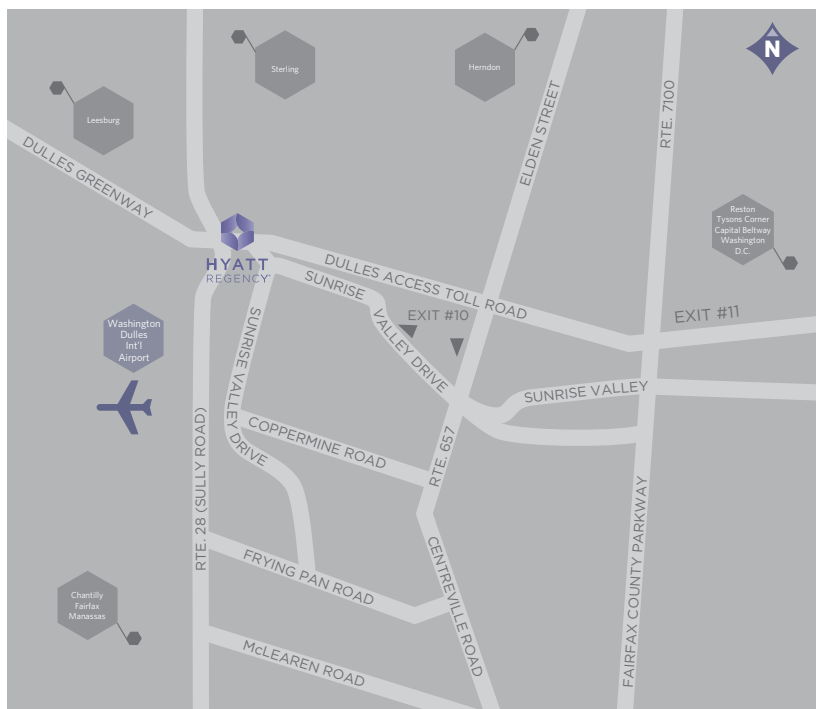 N
Sterling
Herndon
Leesburg
ELDEN STREET
RTE. 7100
DULLES GREENWAY
Reston
Tysons Corner
Capital Beltway
Washington
D.C.
HYATT
REGENCY
DULLES ACCESS TOLL ROAD
SUNRISE
VALLEY DRIVE
EXIT #10
EXIT #11
Washington
Dulles
Int'l
Airport
SUNRISE VALLEY DRIVE
SUNRISE VALLEY
COPPERMINE ROAD
RTE. 657
RTE. 28 (SULLY ROAD)
FRYING PAN ROAD
CENTREVILLE ROAD
FAIRFAX COUNTY PARKWAY
Chantilly
Fairfax
Manassas
McLEAREN ROAD